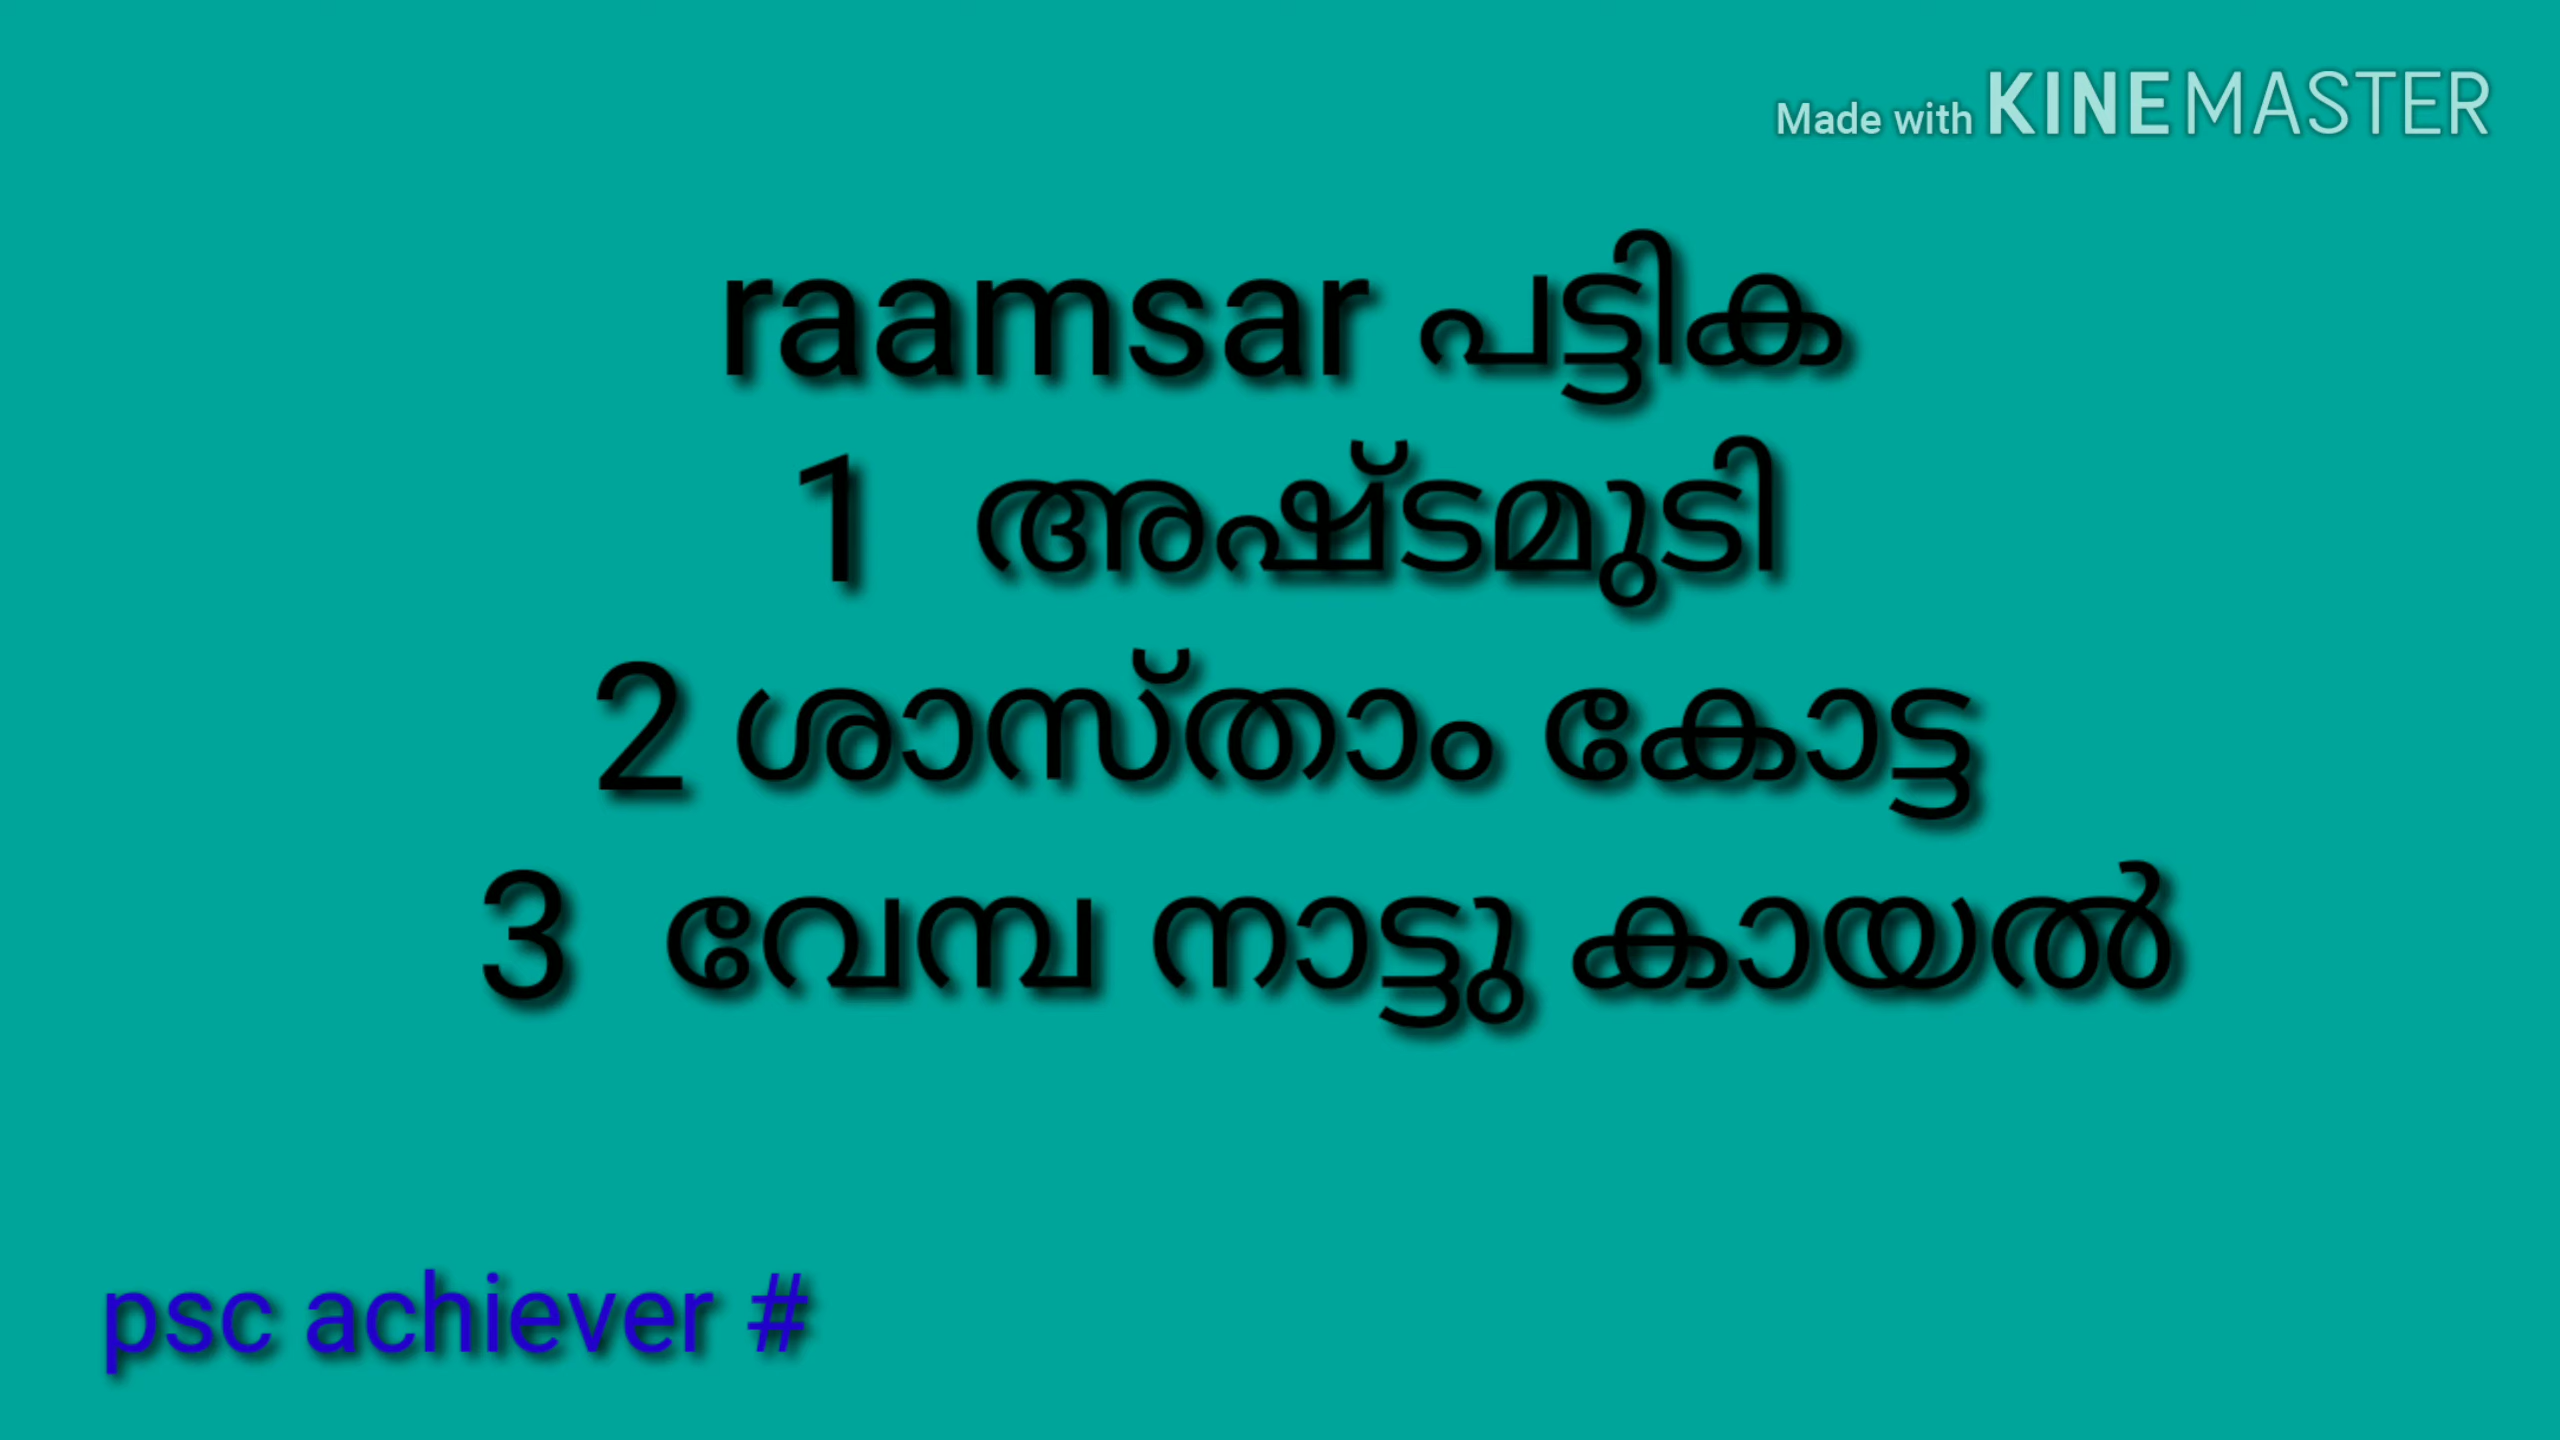 Made with KINEMASTER
raamsar പട്ടിക
1 അഷ്ടമുടി
2 ശാസ്താം കോട്ട
3 വേമ്പ നാട്ടു കായൽ
psc achiever #